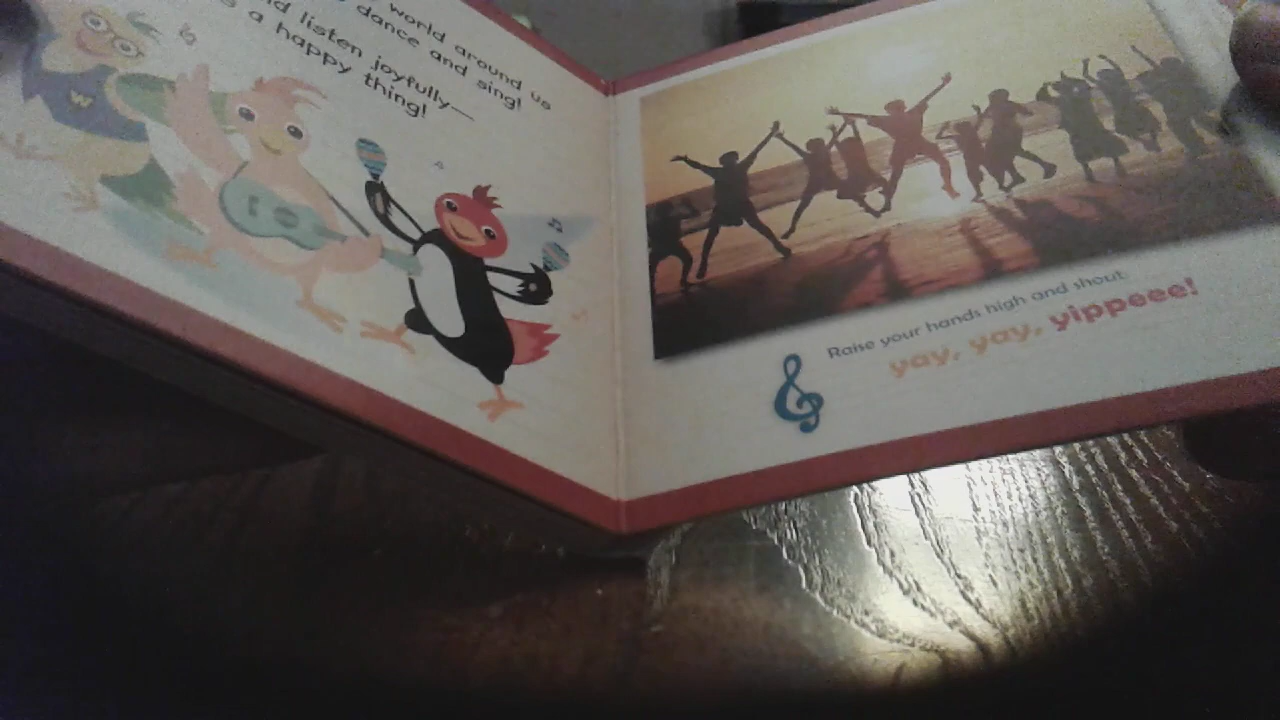 world around us
dance and sing!
listen joyfully—
a happy thing!
W
Raise your hands high and shout,
yay, yay, yippeee!